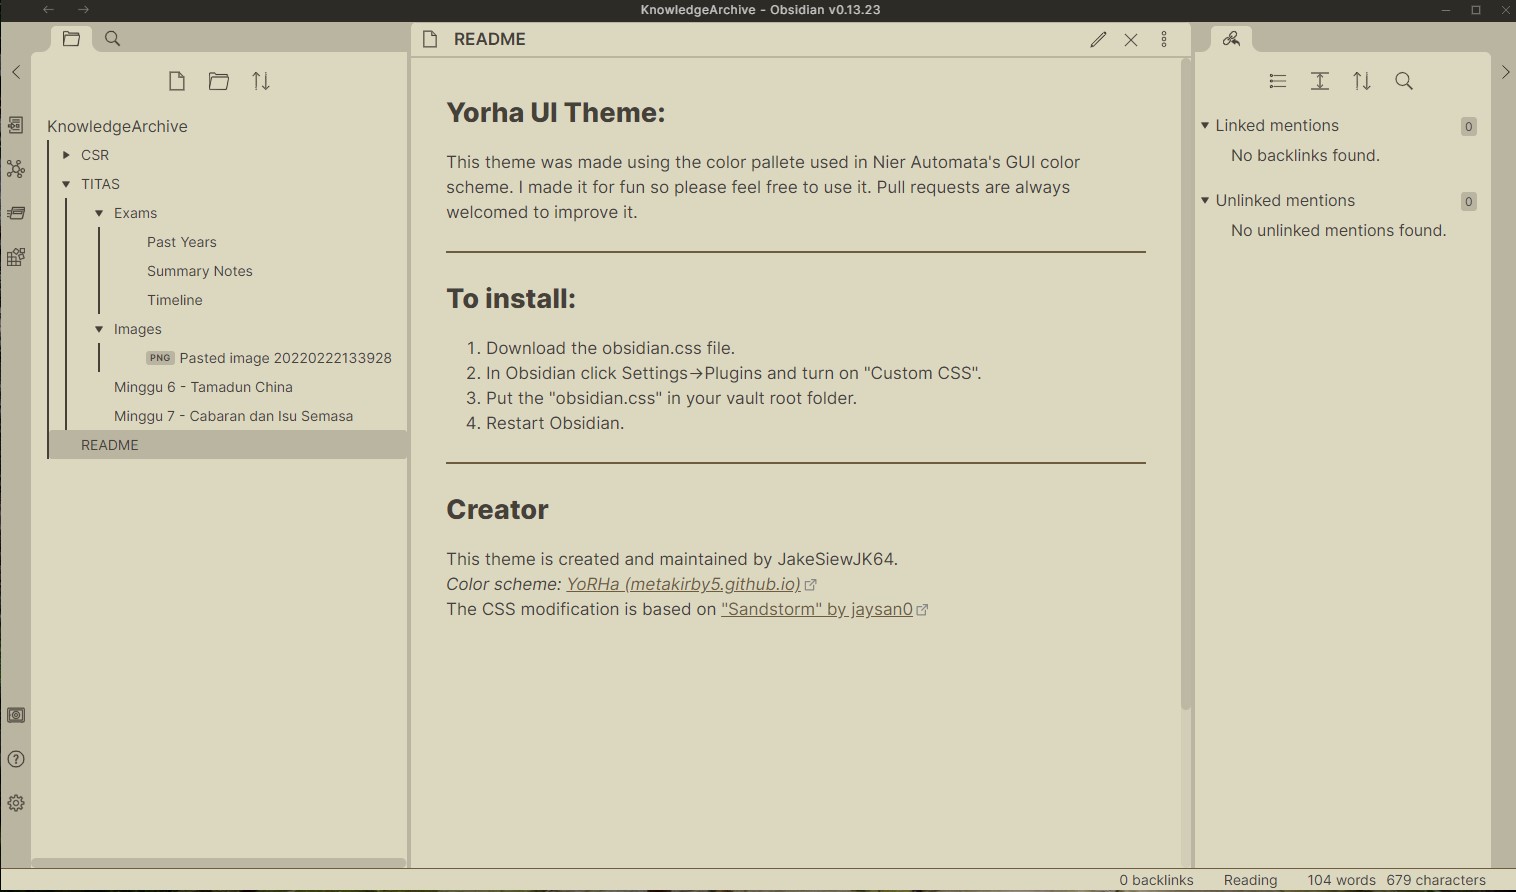 KnowledgeArchive - Obsidian v0.13.23
README
KnowledgeArchive
CSR
TITAS
Exams
Past Years
Summary Notes
Timeline
Images
PNG Pasted image 20220222133928
Minggu 6 - Tamadun China
Minggu 7 - Cabaran dan Isu Semasa
README
Yorha UI Theme:
This theme was made using the color pallete used in Nier Automata's GUI color
scheme. I made it for fun so please feel free to use it. Pull requests are always
welcomed to improve it.
To install:
1. Download the obsidian.css file.
2. In Obsidian click Settings→Plugins and turn on "Custom CSS".
3. Put the "obsidian.css" in your vault root folder.
4. Restart Obsidian.
Creator
This theme is created and maintained by JakeSiewJK64.
Color scheme: YoRHa (metakirby5.github.io)
The CSS modification is based on "Sandstorm" by jaysan0
Linked mentions 0
No backlinks found.
Unlinked mentions 0
No unlinked mentions found.
0 backlinks Reading 104 words 679 characters